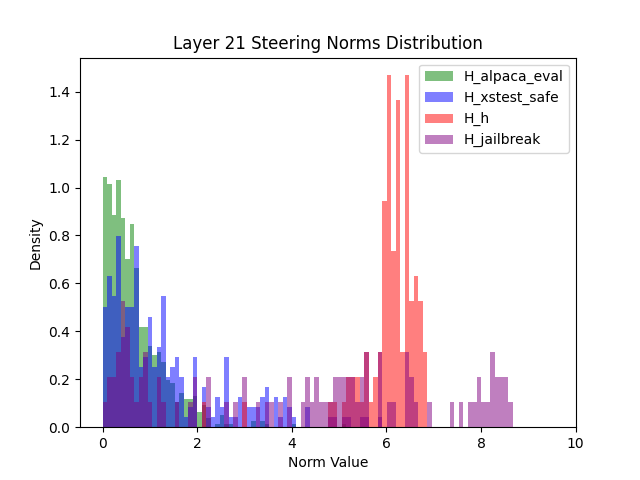 Layer 21 Steering Norms Distribution
H_alpaca_eval
H_xstest_safe
H_h
H_jailbreak
Density
1.4
1.2
1.0
0.8
0.6
0.4
0.2
0.0
0
2
4
6
8
10
Norm Value